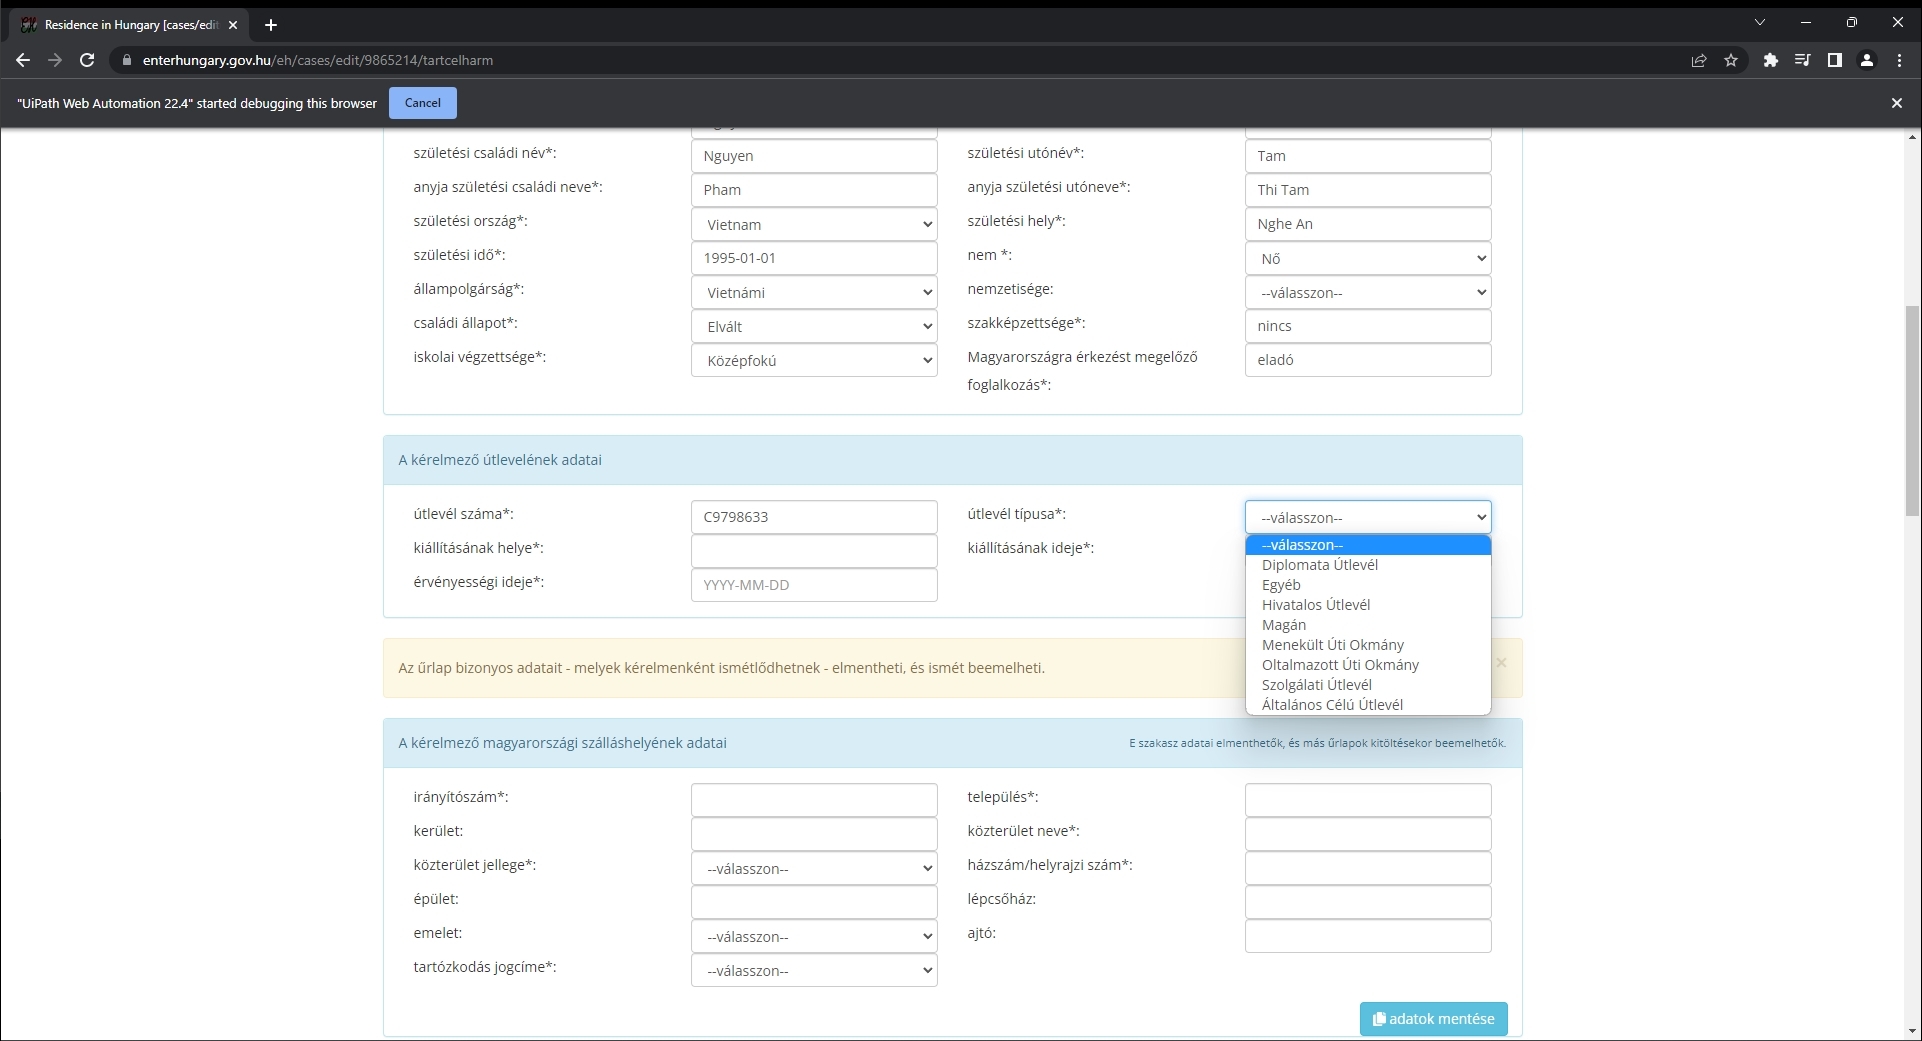 Residence in Hungary [cases/edit
enterhungary.gov.hu/eh/cases/edit/9865214/tartcelharm
"UiPath Web Automation 22.4" started debugging this browser Cancel
születési családi név*: Nguyen születési utónév*: Tam
anyja születési családi neve*: Pham anyja születési utóneve*: Thi Tam
születési ország*: Vietnam születési hely*: Nghe An
születési idő*: 1995-01-01 nem *: Nő
állampolgárság*: Vietnámi nemzetisége: --válasszon--
családi állapot*: Elvált szakképzettsége*: nincs
iskolai végzettsége*: Középfokú Magyarországra érkezést megelőző eladó
foglalkozás*:
A kérelmező útlevelének adatai
útlevél száma*: C9798633 útlevél típusa*: --válasszon--
kiállításának helye*: kiállításának ideje*:
érvényességi ideje*: YYYY-MM-DD
--válasszon--
Diplomata Útlevél
Egyéb
Hivatalos Útlevél
Magán
Menekült Úti Okmány
Oltalmazott Úti Okmány
Szolgálati Útlevél
Általános Célú Útlevél
Az űrlap bizonyos adatait - melyek kérelmenként ismétlődhetnek - elmentheti, és ismét beemelheti.
A kérelmező magyarországi szálláshelyének adatai E szakasz adatai elmenthetők, és más űrlapok kitöltésekor beemelhetők.
irányítószám*: település*:
kerület: közterület neve*:
közterület jellege*: --válasszon-- házszám/helyrajzi szám*:
épület: lépcsőház:
emelet: --válasszon-- ajtó:
tartózkodás jogcíme*: --válasszon--
adatok mentése